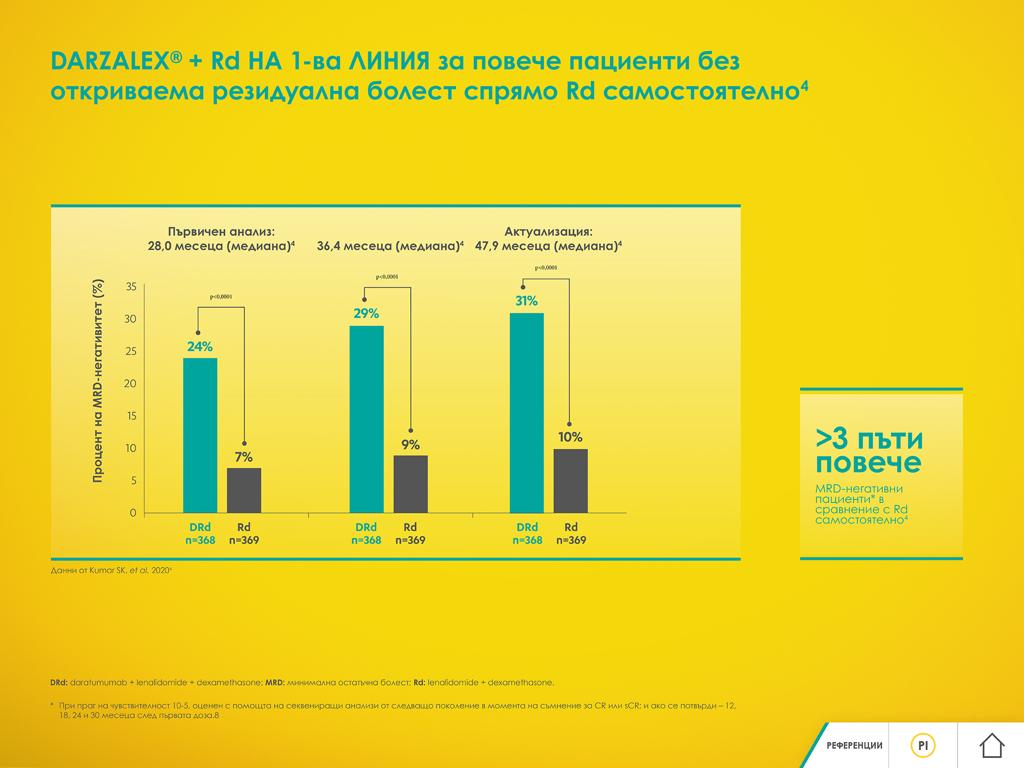 DARZALEX® + Rd НА 1-ва ЛИНИЯ за повече пациенти без
откриваема резидуална болест спрямо Rd самостоятелно⁴
Първичен анализ:
28,0 месеца (медиана)⁴
36,4 месеца (медиана)⁴
Актуализация:
47,9 месеца (медиана)⁴
Процент на MRD-негативитет (%)
35
30
25
20
15
10
5
0
p<0,0001
24%
7%
p<0,0001
29%
9%
p<0,0001
31%
10%
DRd
n=368
Rd
n=369
DRd
n=368
Rd
n=369
DRd
n=368
Rd
n=369
>3 пъти
повече
MRD-негативни
пациенти* в
сравнение с Rd
самостоятелно⁴
Данни от Kumar SK, et al. 2020
DRd: daratumumab + lenalidomide + dexamethasone; MRD: минимална остатъчна болест; Rd: lenalidomide + dexamethasone.
* При праг на чувствителност 10-5, оценен с помощта на секвениращи анализи от следващо поколение в момента на съмнение за CR или sCR; и ако се потвърди – 12,
18, 24 и 30 месеца след първата доза.8
РЕФЕРЕНЦИИ
PI